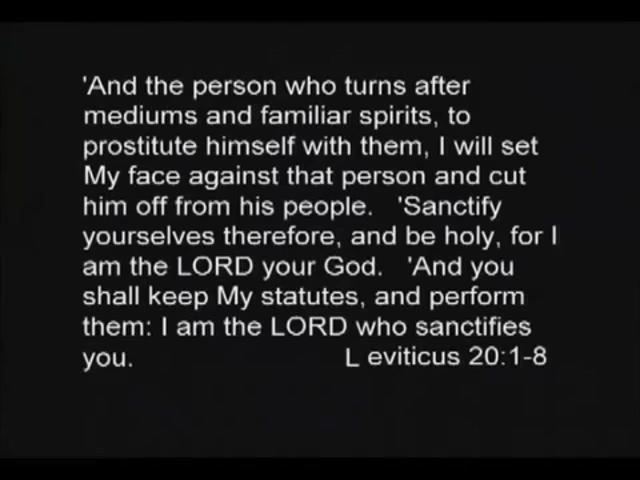 'And the person who turns after
mediums and familiar spirits, to
prostitute himself with them, I will set
My face against that person and cut
him off from his people.   'Sanctify
yourselves therefore, and be holy, for I
am the LORD your God.   'And you
shall keep My statutes, and perform
them: I am the LORD who sanctifies
you.   L eviticus 20:1-8